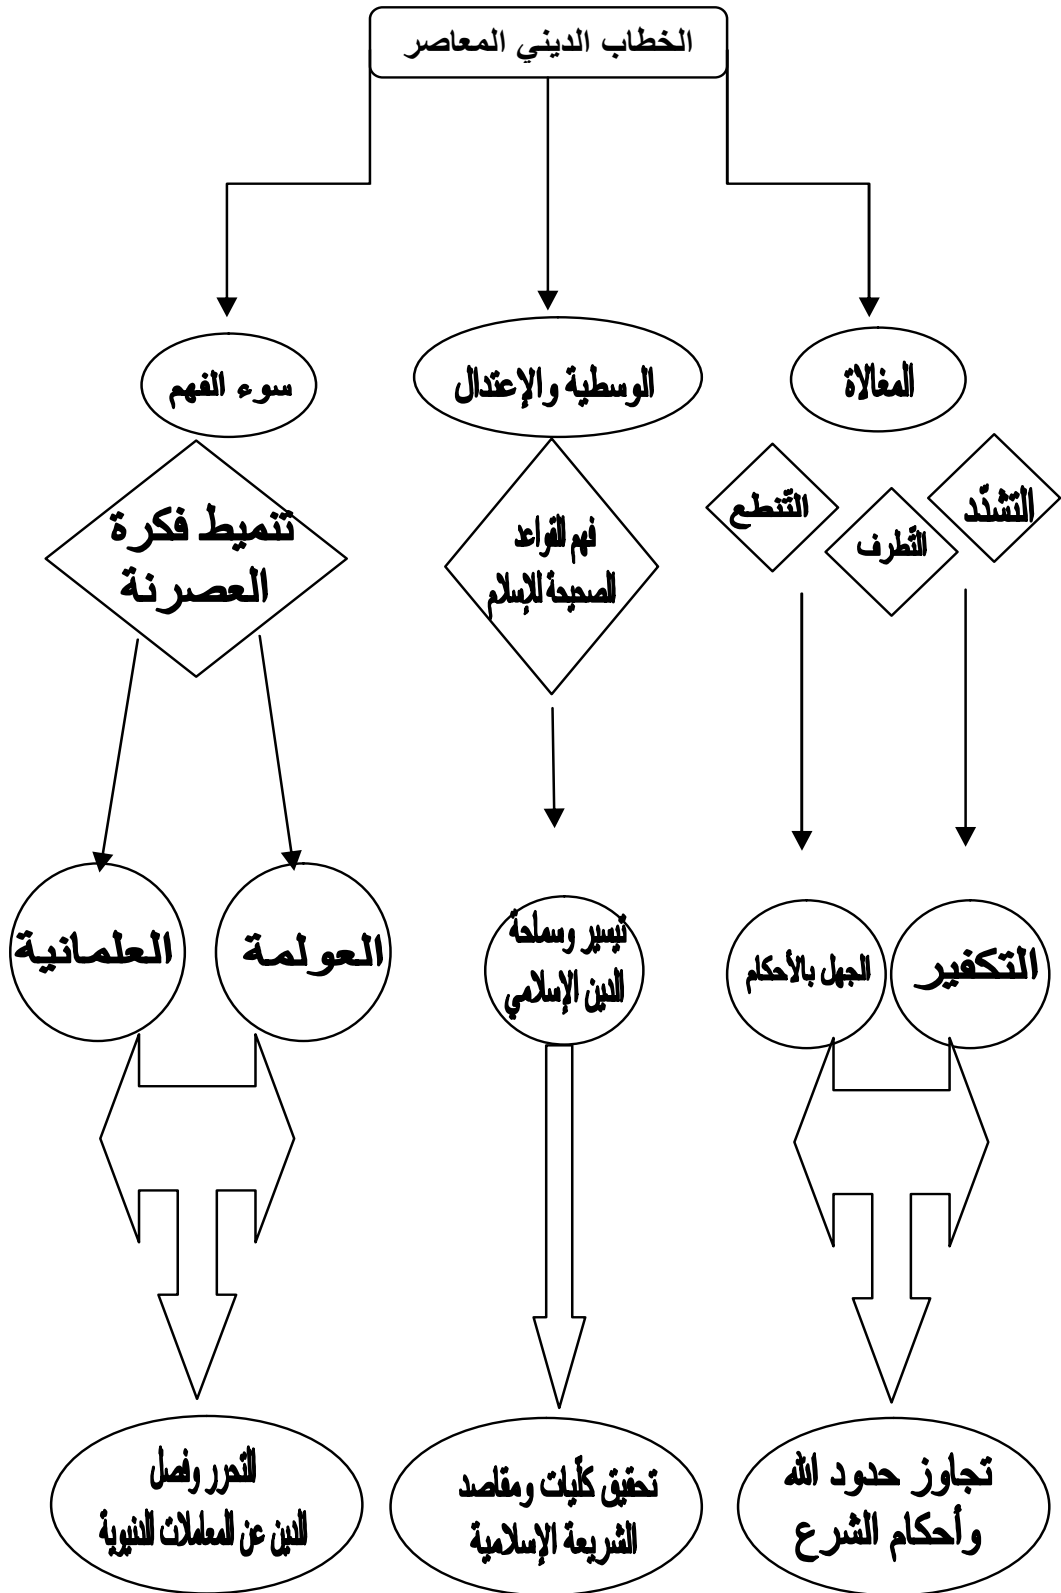 الخطاب الديني المعاصر
المغالاة
الوسطية والإعتدال
سوء الفهم
التشدّد
التّطرف
التّنطع
فهم القواعد
الصحيحة للإسلام
تنميط فكرة
العصرنة
التكفير
الجهل بالأحكام
تيسير وسماحة
الدين الإسلامي
العولمة
العلمانية
تجاوز حدود الله
وأحكام الشرع
تحقيق كلّيات ومقاصد
الشريعة الإسلامية
التحرر وفصل
الدين عن المعاملات الدنيوية